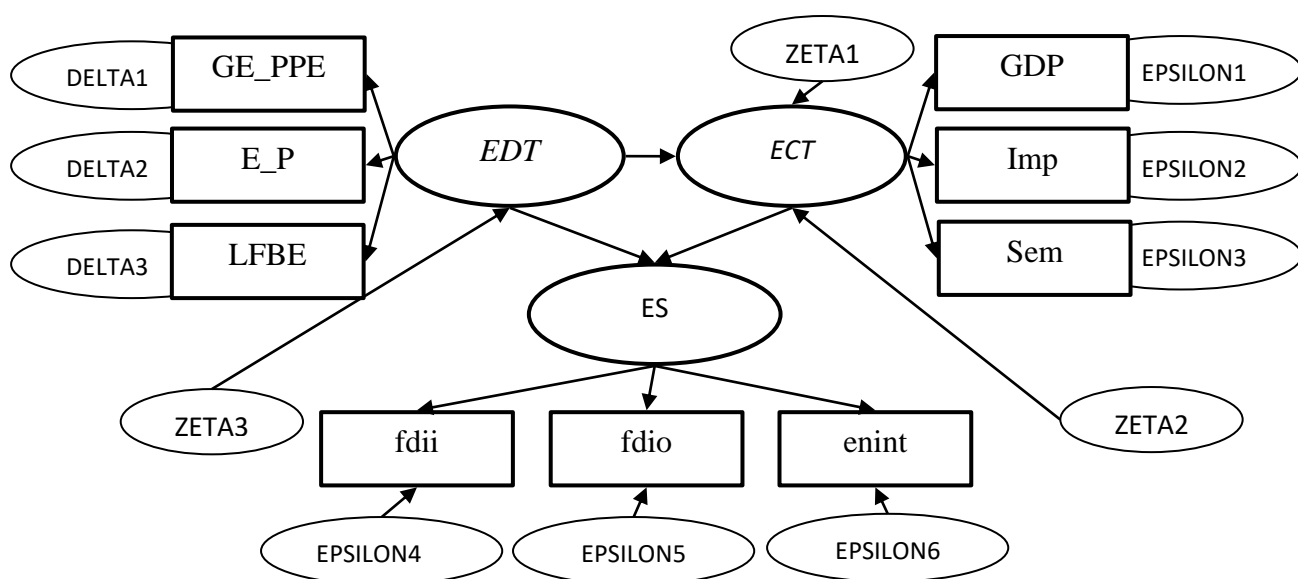 DELTA1
GE_PPE
ZETA1
GDP
EPSILON1
DELTA2
E_P
EDT
ECT
Imp
EPSILON2
DELTA3
LFBE
Sem
EPSILON3
ES
ZETA3
ZETA2
fdii
fdio
enint
EPSILON4
EPSILON5
EPSILON6